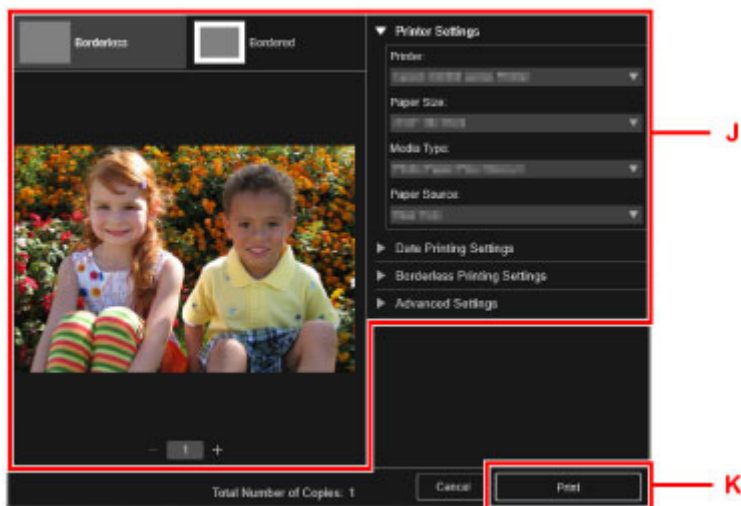 Borderless
Bordered
Printer Settings
Printer:
Paper Size:
Media Type:
Paper Source:
Date Printing Settings
Borderless Printing Settings
Advanced Settings
J
− 1 +
Total Number of Copies: 1
Cancel
Print
K